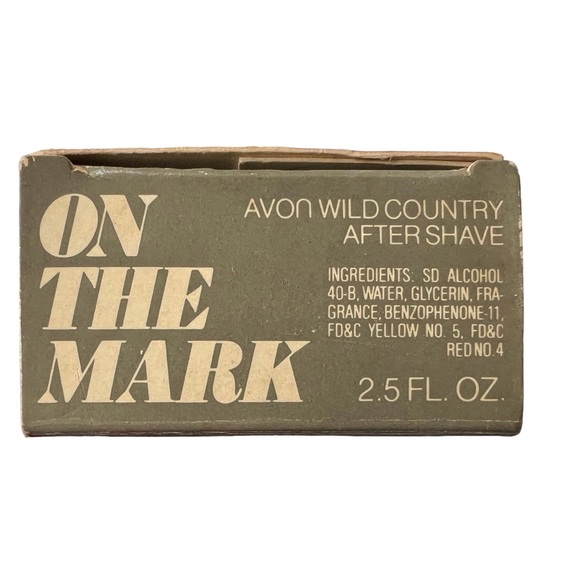 ON
THE
MARK
AVON WILD COUNTRY
AFTER SHAVE
INGREDIENTS: SD ALCOHOL
40-B, WATER, GLYCERIN, FRA-
GRANCE, BENZOPHENONE-11,
FD&C YELLOW NO. 5, FD&C
RED NO. 4
2.5 FL. OZ.